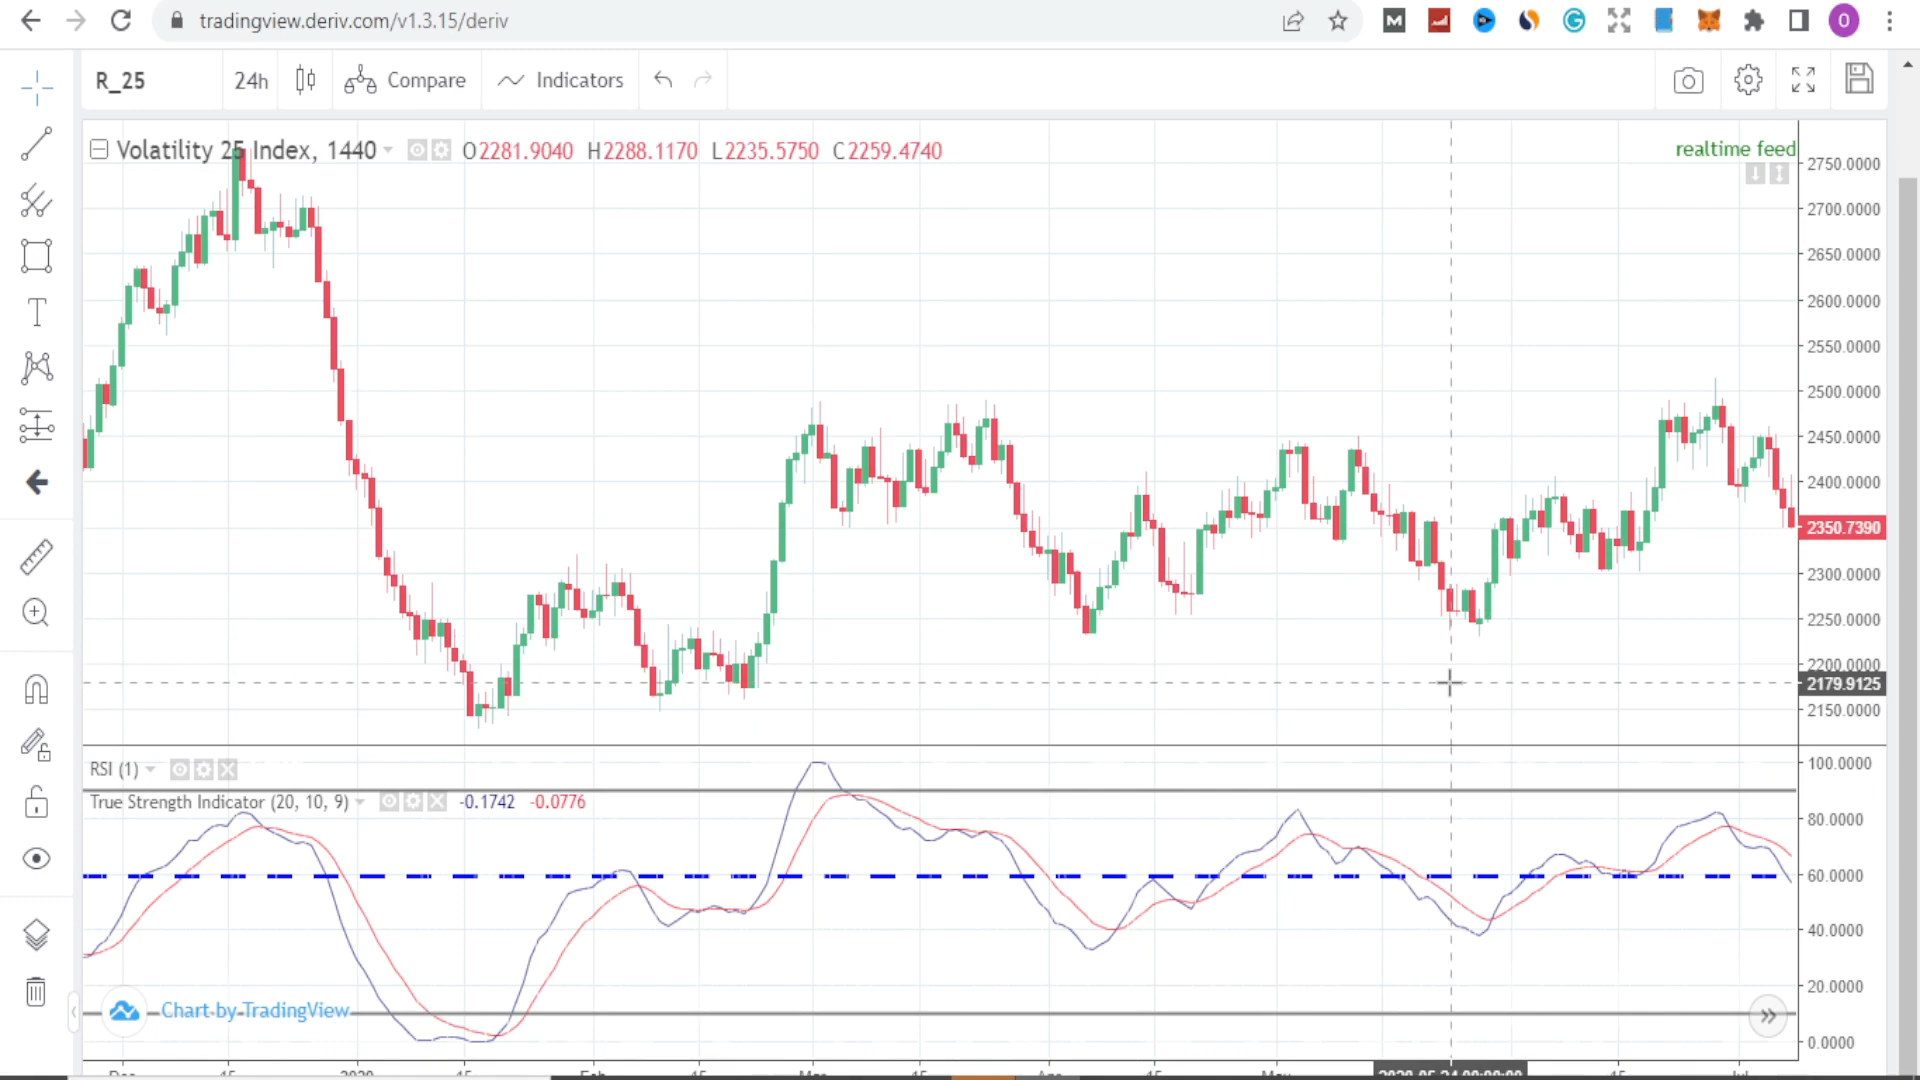 tradingview.deriv.com/v1.3.15/deriv
R_25
24h
Compare
Indicators
Volatility 25 Index, 1440
O2281.9040 H2288.1170 L2235.5750 C2259.4740
realtime feed
2750.0000
2700.0000
2650.0000
2600.0000
2550.0000
2500.0000
2450.0000
2400.0000
2350.7390
2300.0000
2250.0000
2200.0000
2179.9125
2150.0000
RSI (1)
True Strength Indicator (20, 10, 9) -0.1742 -0.0776
100.0000
80.0000
60.0000
40.0000
20.0000
0.0000
Chart by TradingView